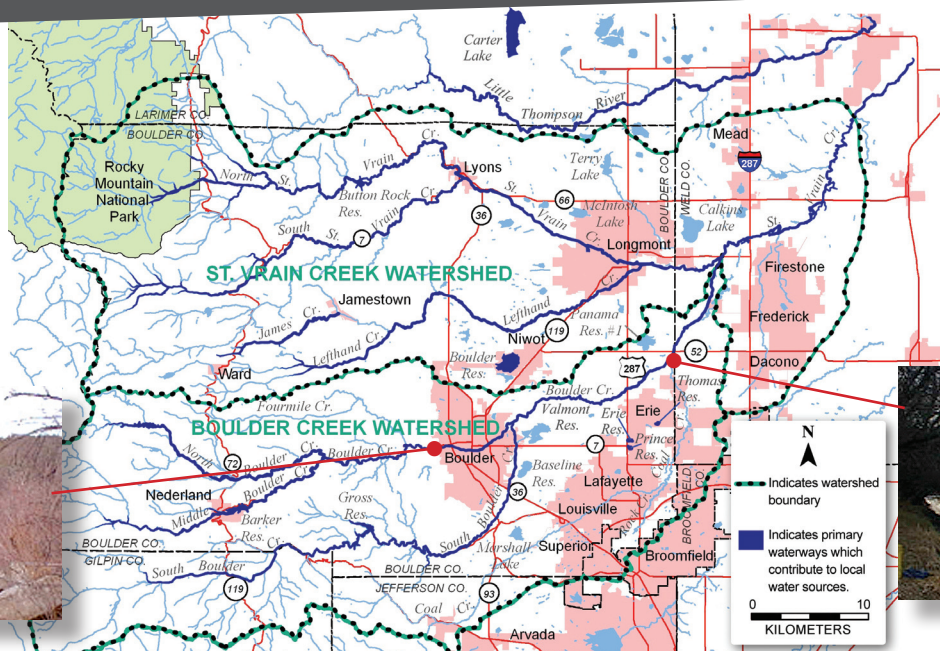 Carter
Lake
Little
Thompson
River
LARIMER CO.
BOULDER CO.
Mead
287
Rocky
Mountain
National
Park
North
St.
Vrain
Cr.
Button Rock
Res.
Lyons
Terry
Lake
BOULDER CO.
WELD CO.
St.
Vrain
Cr.
66
36
McIntosh
Lake
Calkins
Lake
St.
Vrain
Cr.
South
St.
Vrain
Cr.
7
Longmont
Firestone
ST. VRAIN CREEK WATERSHED
Jamestown
James Cr.
Lefthand Cr.
Lefthand
Cr.
Frederick
Panama
Res. #1
119
Niwot
Boulder
Res.
287
52
Dacono
Ward
Boulder Cr.
Thomas
Res.
Fourmile Cr.
Valmont
Res.
Erie
Res.
Erie
BOULDER CREEK WATERSHED
Prince
Res.
7
N
North
Boulder
Cr.
72
Boulder Cr.
Boulder
Baseline
Res.
Lafayette
Coal Cr.
Indicates watershed
boundary
Nederland
Middle
Boulder
Cr.
Gross
Res.
36
Louisville
Rock Cr.
BROOMFIELD
CO.
Barker
Res.
Indicates primary
waterways which
contribute to local
water sources.
BOULDER CO.
GILPIN CO.
South
Boulder
Cr.
South
Boulder
Cr.
Marshall
Lake
Superior
Broomfield
BOULDER CO.
JEFFERSON CO.
119
93
0
10
KILOMETERS
Coal
Cr.
Arvada